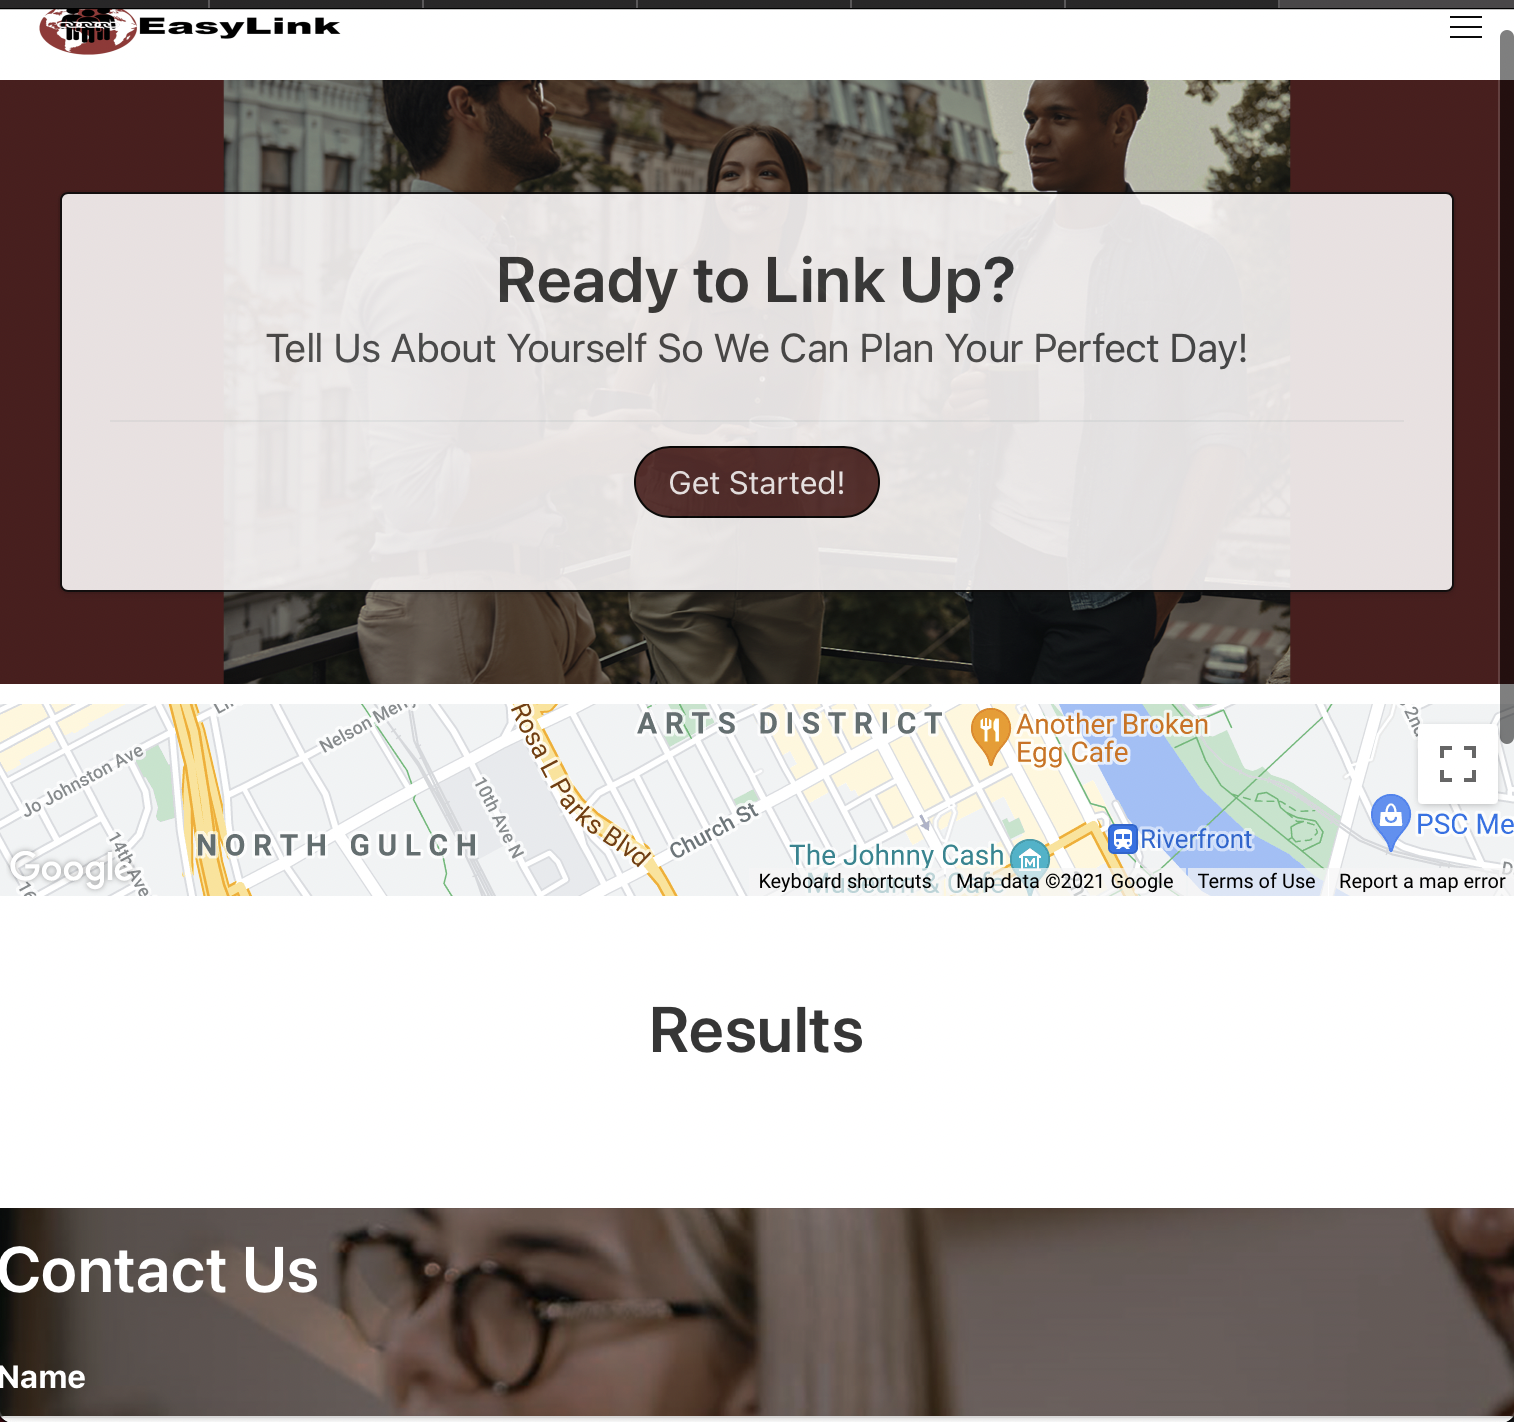 EasyLink
Ready to Link Up?
Tell Us About Yourself So We Can Plan Your Perfect Day!
Get Started!
Nelson Merry
Rosa L Parks Blvd
ARTS DISTRICT
Another Broken
Egg Cafe
Jo Johnston Ave
10th Ave N
Church St
NORTH GULCH
14th Ave
PSC Me
Riverfront
The Johnny Cash
Museum & Cafe
Google
Keyboard shortcuts
Map data ©2021 Google
Terms of Use
Report a map error
Results
Contact Us
Name